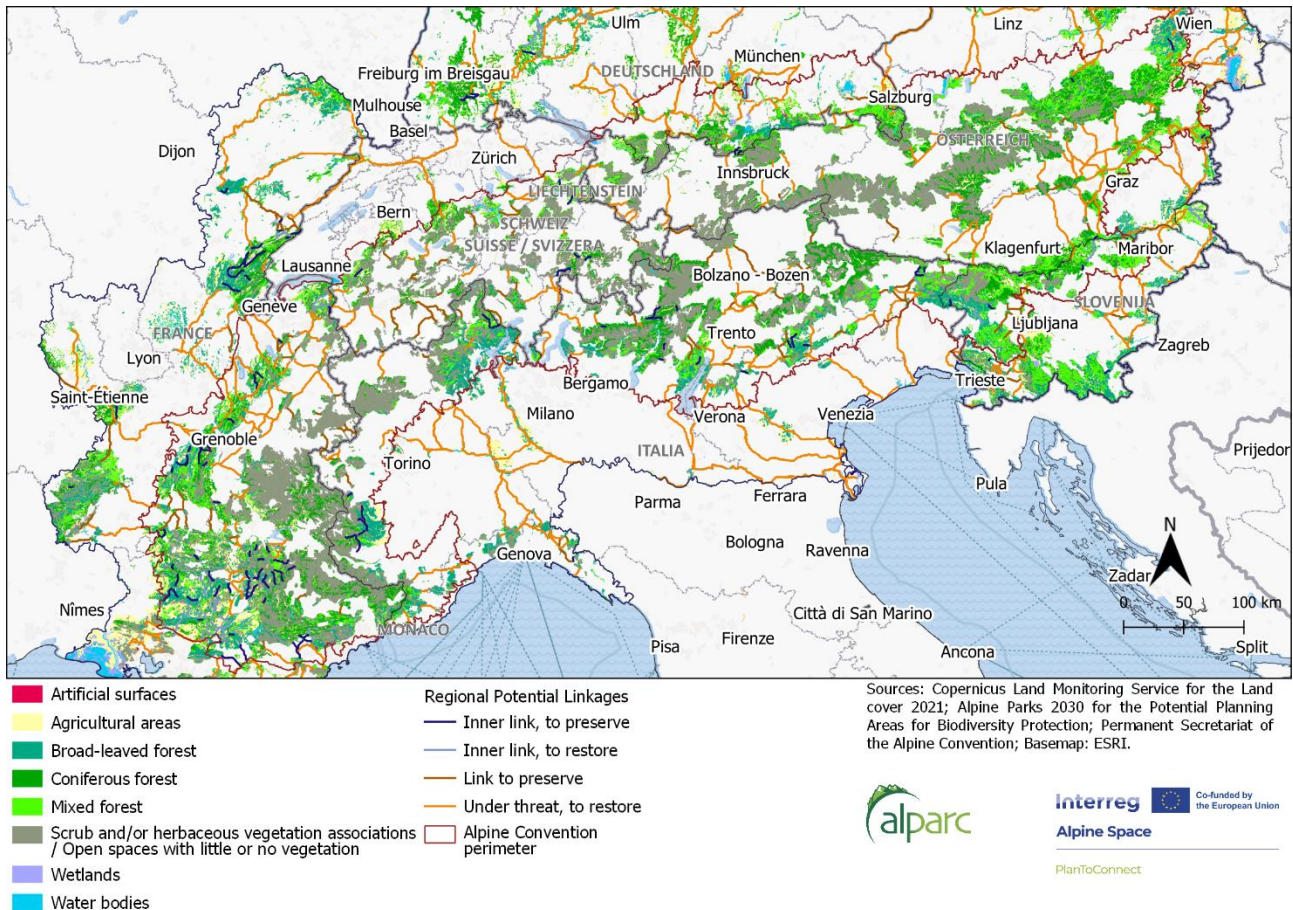 Ulm
Linz
Wien
München
Freiburg im Breisgau
DEUTSCHLAND
Salzburg
Mulhouse
Basel
Dijon
Zürich
ÖSTERREICH
Innsbruck
LIECHTENSTEIN
Graz
Bern
SCHWEIZ
SUISSE / SVIZZERA
Klagenfurt
Maribor
Lausanne
Bolzano - Bozen
Genève
SLOVENIJA
FRANCE
Trento
Ljubljana
Lyon
Zagreb
Bergamo
Trieste
Saint-Étienne
Milano
Verona
Venezia
Grenoble
ITALIA
Torino
Prijedor
Pula
Parma
Ferrara
N
Bologna
Genova
Ravenna
Zadar
Nîmes
0 50 100 km
Città di San Marino
MONACO
Pisa
Firenze
Ancona
Split
Artificial surfaces
Agricultural areas
Broad-leaved forest
Coniferous forest
Mixed forest
Scrub and/or herbaceous vegetation associations
/ Open spaces with little or no vegetation
Wetlands
Water bodies
Regional Potential Linkages
Inner link, to preserve
Inner link, to restore
Link to preserve
Under threat, to restore
Alpine Convention
perimeter
Sources: Copernicus Land Monitoring Service for the Land
cover 2021; Alpine Parks 2030 for the Potential Planning
Areas for Biodiversity Protection; Permanent Secretariat of
the Alpine Convention; Basemap: ESRI.
alparc
Interreg
Co-funded by
the European Union
Alpine Space
PlanToConnect